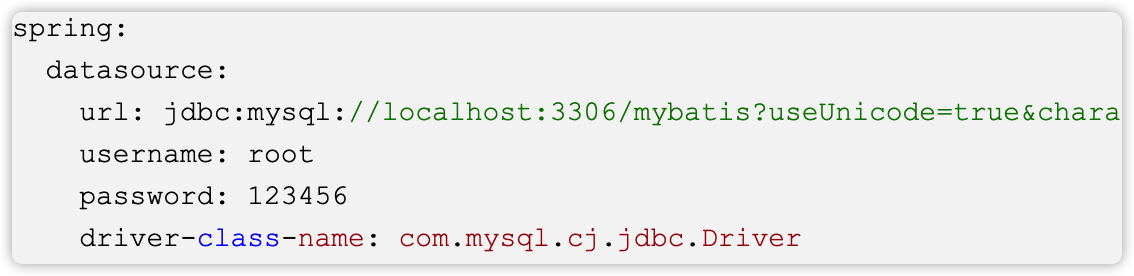 spring:
  datasource:
    url: jdbc:mysql://localhost:3306/mybatis?useUnicode=true&chara
    username: root
    password: 123456
    driver-class-name: com.mysql.cj.jdbc.Driver